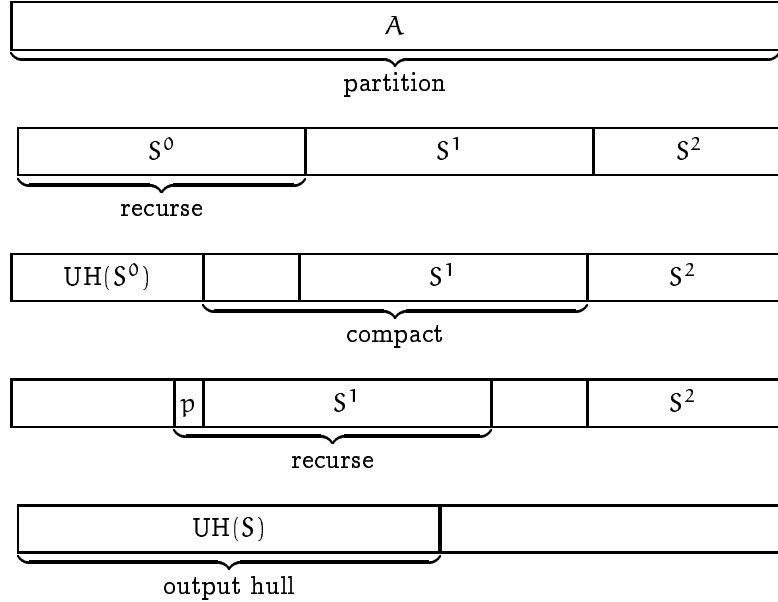 A
partition
S⁰ S¹ S²
recurse
UH(S⁰) S¹ S²
compact
p S¹ S²
recurse
UH(S)
output hull